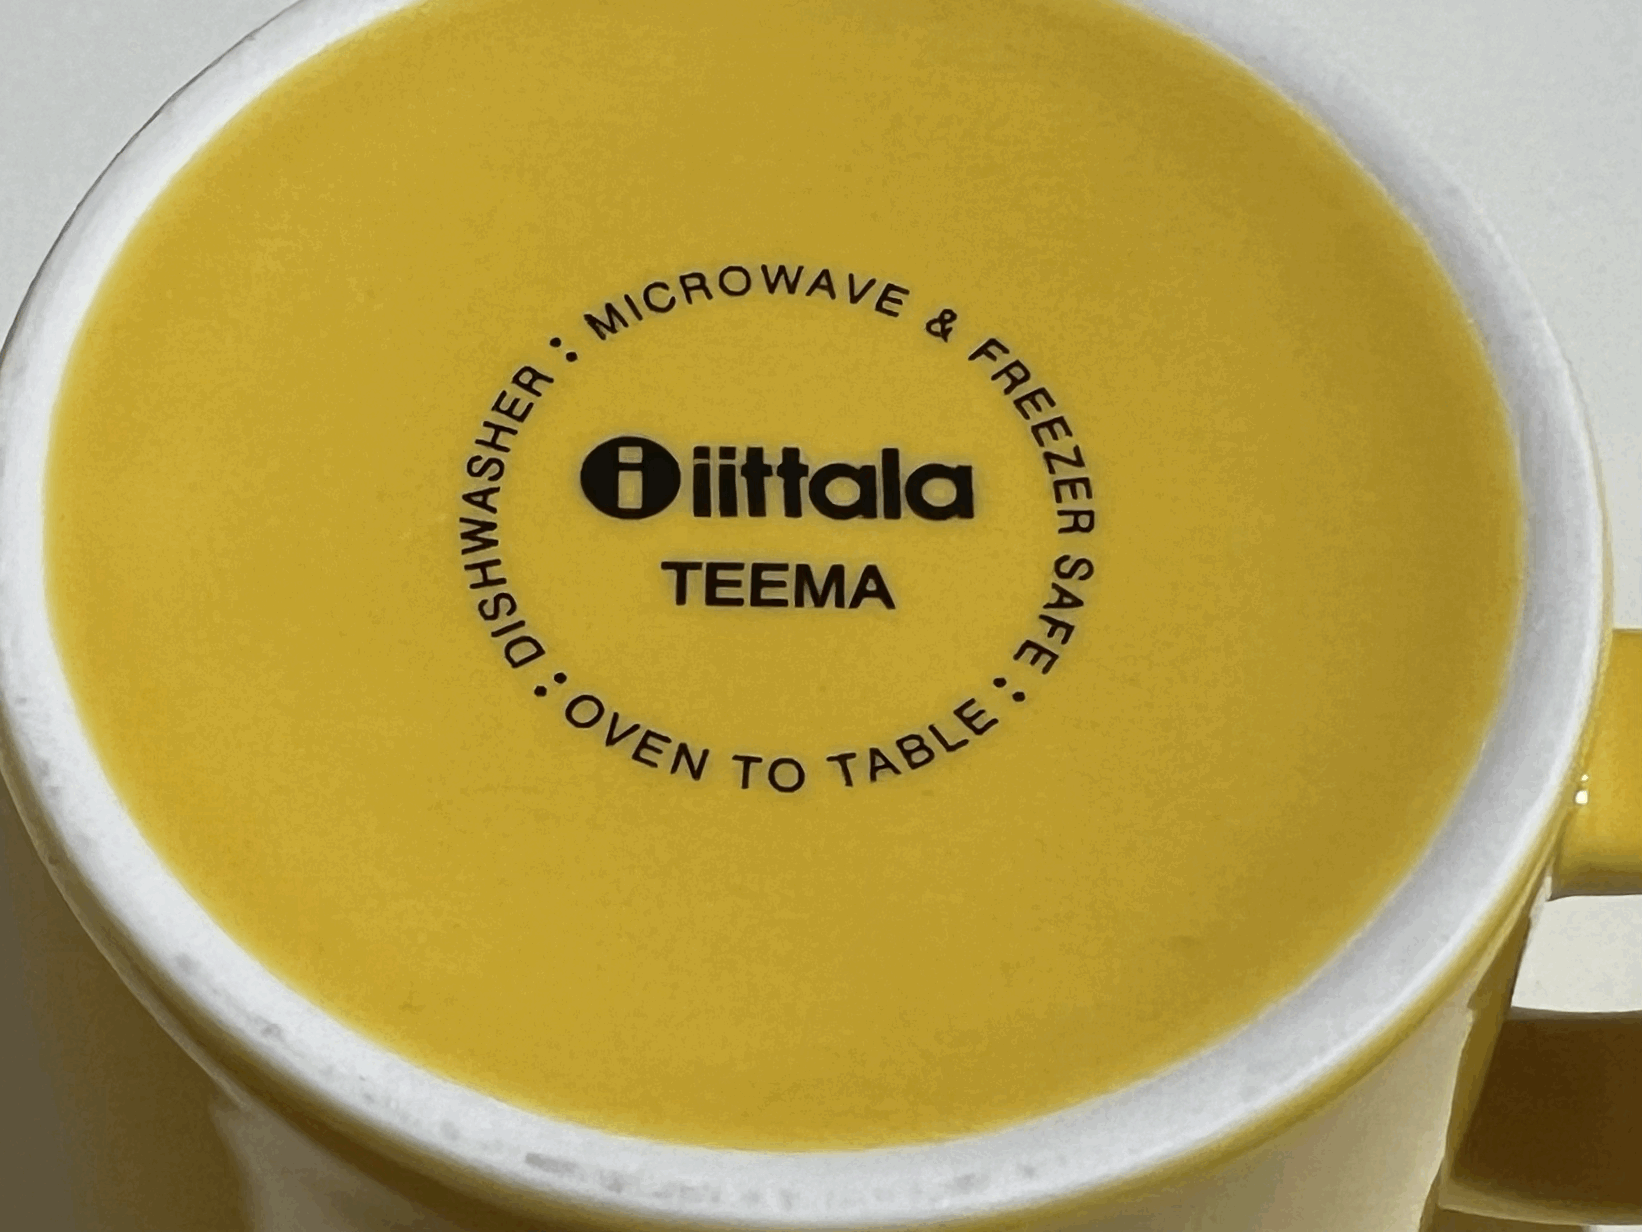 DISHWASHER : MICROWAVE & FREEZER SAFE : OVEN TO TABLE :
i iittala
TEEMA